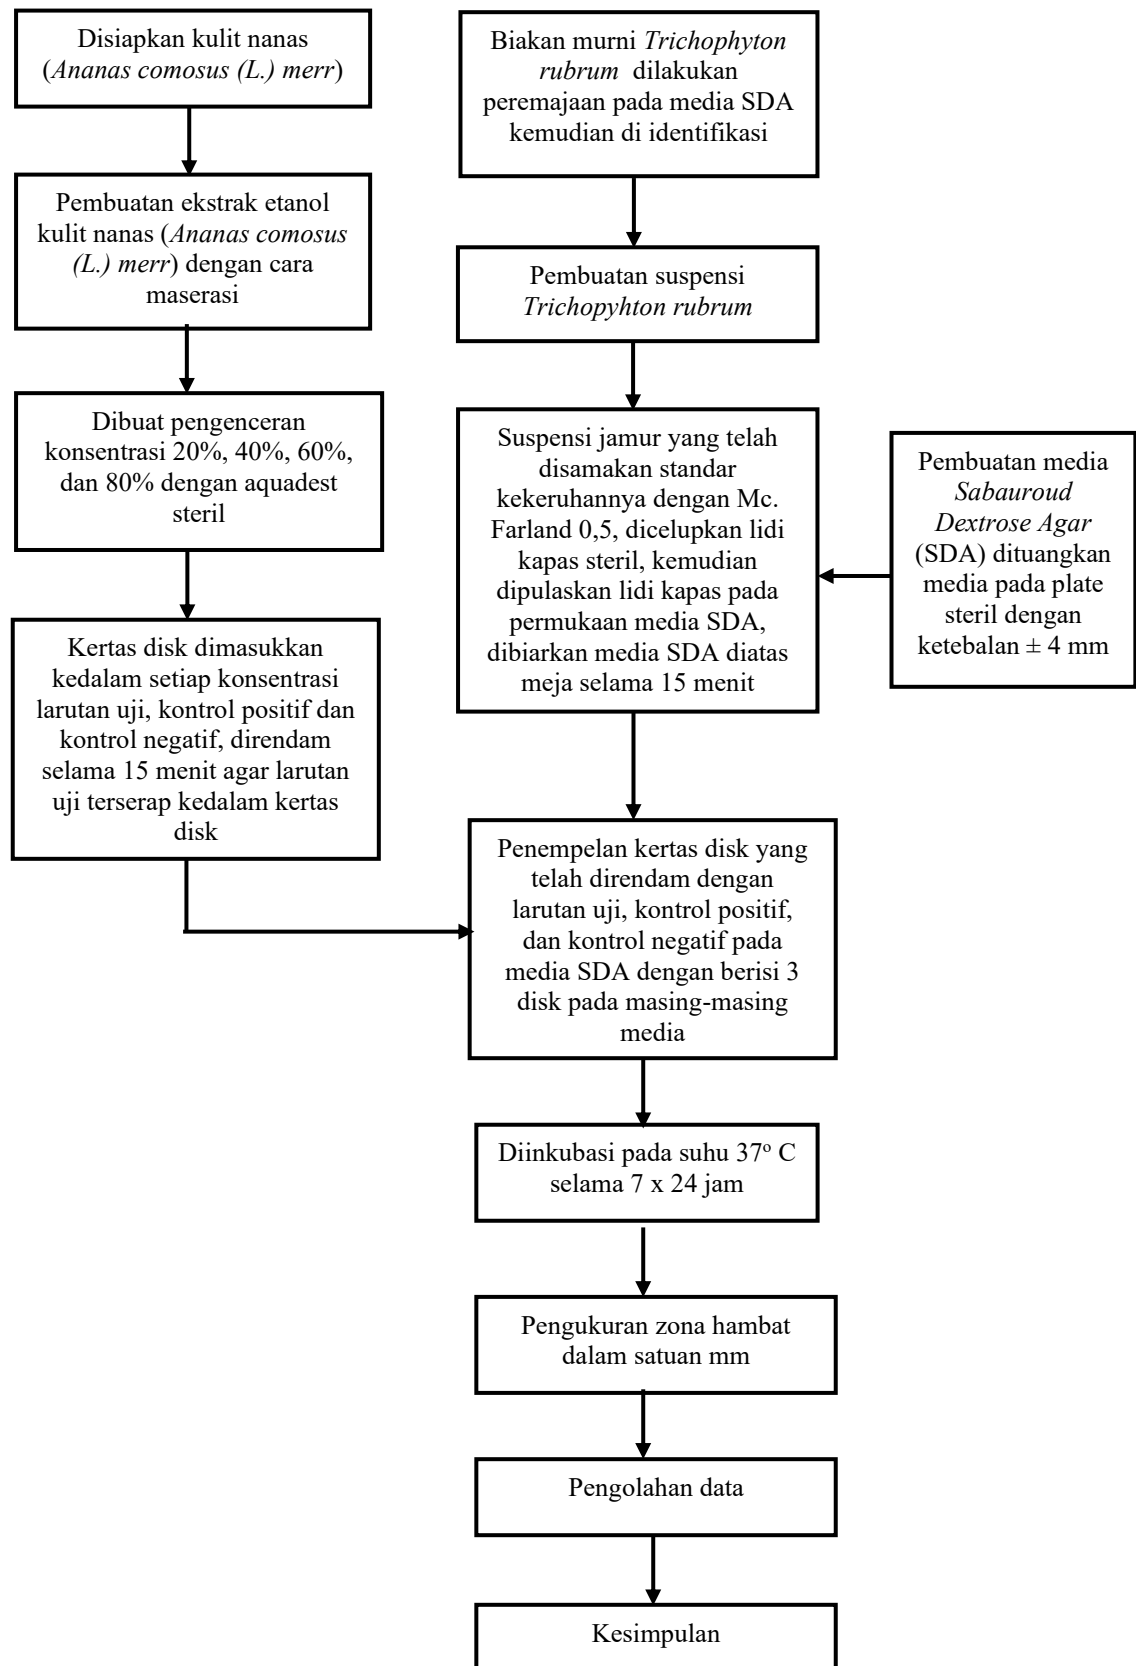 Disiapkan kulit nanas
(Ananas comosus (L.) merr)
Pembuatan ekstrak etanol
kulit nanas (Ananas comosus
(L.) merr) dengan cara
maserasi
Dibuat pengenceran
konsentrasi 20%, 40%, 60%,
dan 80% dengan aquadest
steril
Kertas disk dimasukkan
kedalam setiap konsentrasi
larutan uji, kontrol positif dan
kontrol negatif, direndam
selama 15 menit agar larutan
uji terserap kedalam kertas
disk
Biakan murni Trichophyton
rubrum dilakukan
peremajaan pada media SDA
kemudian di identifikasi
Pembuatan suspensi
Trichopyhton rubrum
Suspensi jamur yang telah
disamakan standar
kekeruhannya dengan Mc.
Farland 0,5, dicelupkan lidi
kapas steril, kemudian
dipulaskan lidi kapas pada
permukaan media SDA,
dibiarkan media SDA diatas
meja selama 15 menit
Pembuatan media
Sabauroud
Dextrose Agar
(SDA) dituangkan
media pada plate
steril dengan
ketebalan ± 4 mm
Penempelan kertas disk yang
telah direndam dengan
larutan uji, kontrol positif,
dan kontrol negatif pada
media SDA dengan berisi 3
disk pada masing-masing
media
Diinkubasi pada suhu 37º C
selama 7 x 24 jam
Pengukuran zona hambat
dalam satuan mm
Pengolahan data
Kesimpulan